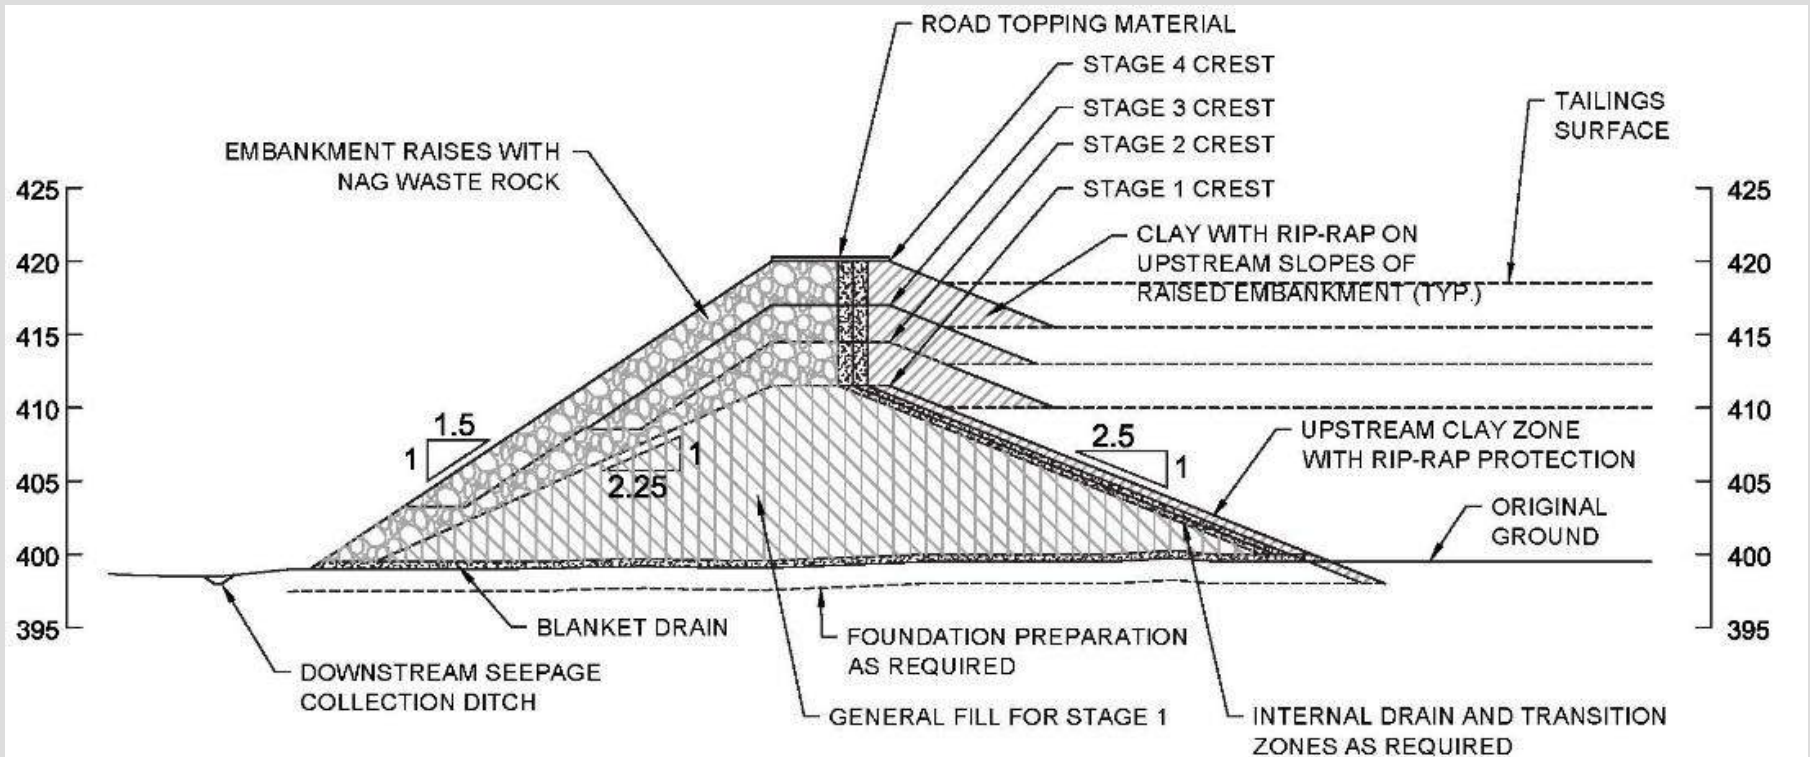 ROAD TOPPING MATERIAL
STAGE 4 CREST
STAGE 3 CREST
STAGE 2 CREST
STAGE 1 CREST
TAILINGS
SURFACE
EMBANKMENT RAISES WITH
NAG WASTE ROCK
CLAY WITH RIP-RAP ON
UPSTREAM SLOPES OF
RAISED EMBANKMENT (TYP.)
425
420
415
410
405
400
395
425
420
415
410
405
400
395
1.5
1
1
2.25
2.5
1
UPSTREAM CLAY ZONE
WITH RIP-RAP PROTECTION
ORIGINAL
GROUND
BLANKET DRAIN
FOUNDATION PREPARATION
AS REQUIRED
DOWNSTREAM SEEPAGE
COLLECTION DITCH
GENERAL FILL FOR STAGE 1
INTERNAL DRAIN AND TRANSITION
ZONES AS REQUIRED